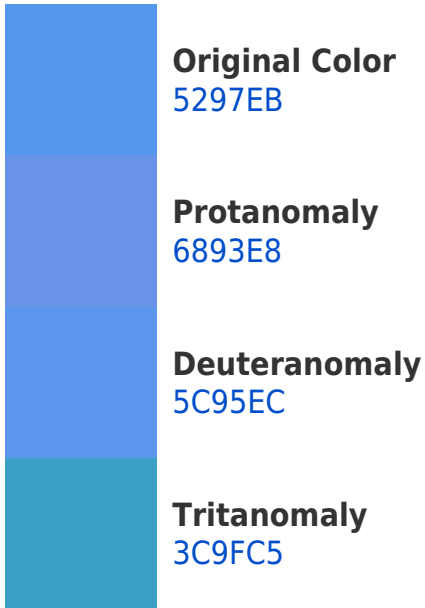 Original Color
5297EB
Protanomaly
6893E8
Deuteranomaly
5C95EC
Tritanomaly
3C9FC5